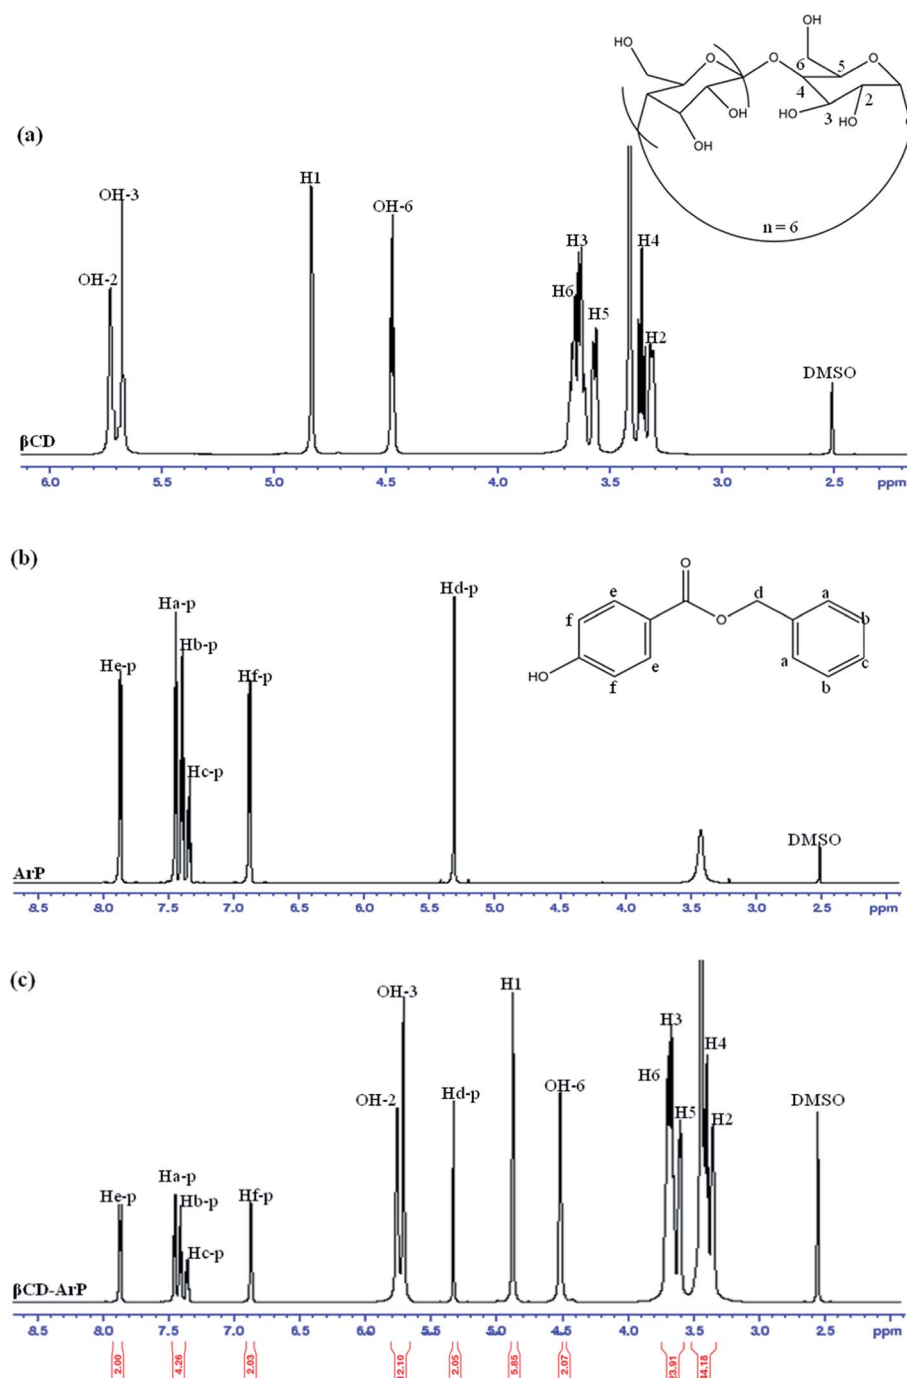 (a)
OH
HO
O
O
O
6
5
4
3
2
OH
OH
HO
HO
OH
n = 6
OH-3
OH-2
H1
OH-6
H3
H6
H5
H4
H2
DMSO
βCD
6.0 5.5 5.0 4.5 4.0 3.5 3.0 2.5 ppm
(b)
O
O
HO
e
f
e
f
d
a
b
c
a
b
Ha-p
Hb-p
He-p
Hc-p
Hf-p
Hd-p
DMSO
ArP
8.5 8.0 7.5 7.0 6.5 6.0 5.5 5.0 4.5 4.0 3.5 3.0 2.5 ppm
(c)
OH-3
OH-2
H1
Hd-p
OH-6
H3
H6
H5
H4
H2
DMSO
Ha-p
He-p
Hb-p
Hc-p
Hf-p
βCD-ArP
8.5 8.0 7.5 7.0 6.5 6.0 5.5 5.0 4.5 4.0 3.5 3.0 2.5 ppm
2.00 4.26 2.03 12.10 2.05 5.85 2.07 23.91